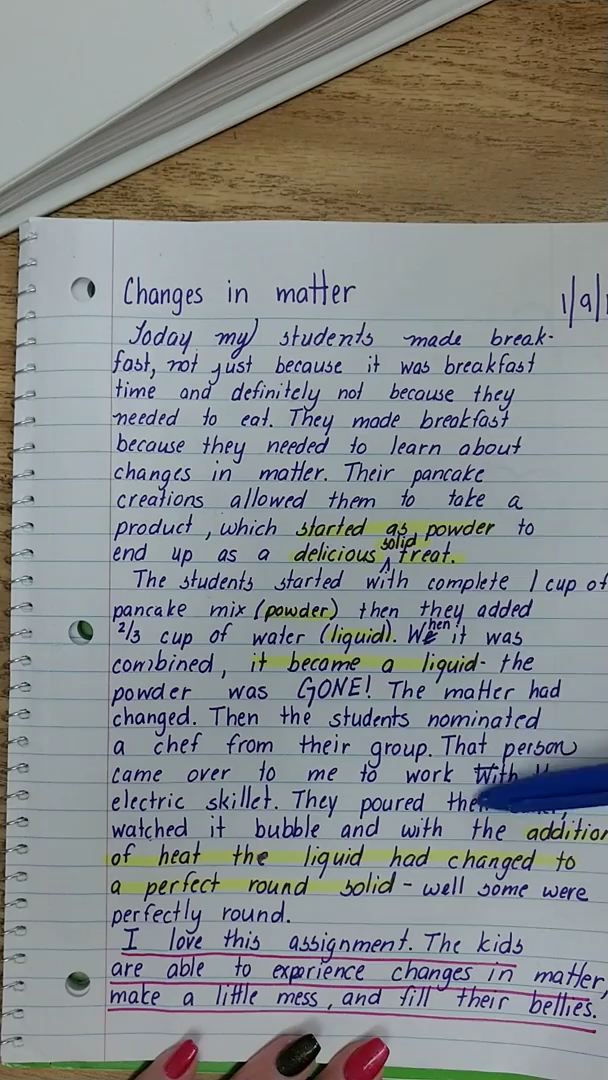 Changes in matter
1/9/
Today my students made break-
fast, not just because it was breakfast
time and definitely not because they
needed to eat. They made breakfast
because they needed to learn about
changes in matter. Their pancake
creations allowed them to take a
product, which started as powder to
end up as a delicious solid treat.
The students started with complete 1 cup of
pancake mix (powder) then they added
2/3 cup of water (liquid). When it was
combined, it became a liquid- the
powder was GONE! The matter had
changed. Then the students nominated
a chef from their group. That person
came over to me to work With
electric skillet. They poured
watched it bubble and with the addition
of heat the liquid had changed to
a perfect round solid - well some were
perfectly round.
I love this assignment. The kids
are able to experience changes in matter,
make a little mess, and fill their bellies.